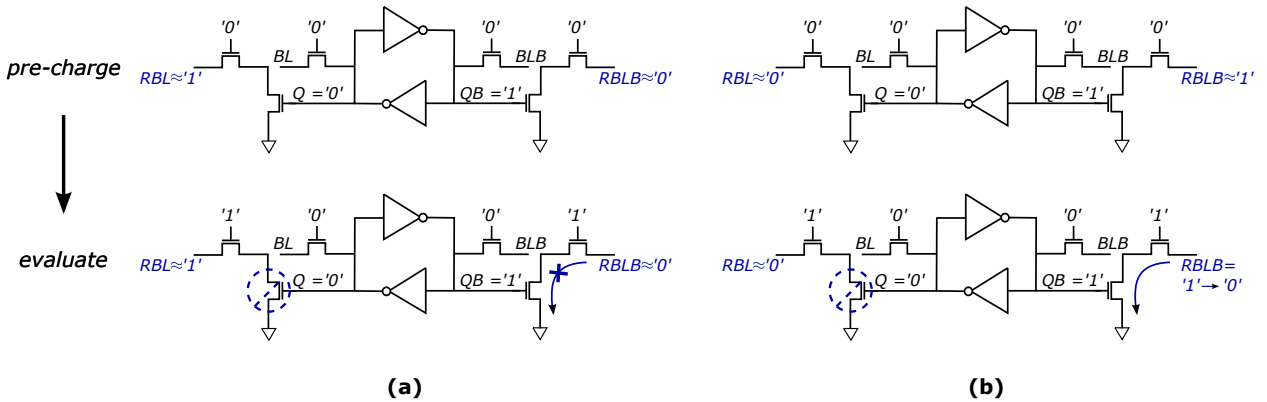 '0' '0' '0' '0' '0' '0' '0' '0'
BL BLB BL BLB
pre-charge
RBL≈'1' RBLB≈'0' RBL≈'0' RBLB≈'1'
Q ='0' QB ='1' Q ='0' QB ='1'
'1' '0' '0' '1' '1' '0' '0' '1'
BL BLB BL BLB
evaluate
RBL≈'1' RBLB≈'0' RBL≈'0' RBLB=
'1'→'0'
Q ='0' QB ='1' Q ='0' QB ='1'
(a) (b)